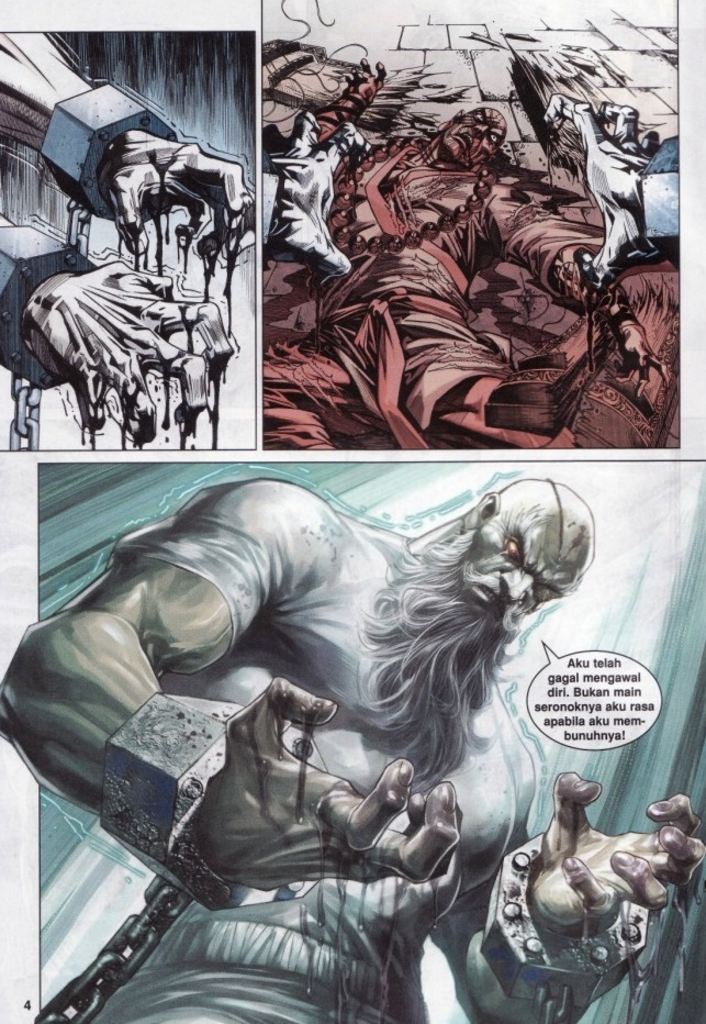 Aku telah
gagal mengawal
diri. Bukan main
seronoknya aku rasa
apabila aku mem-
bunuhnya!
4